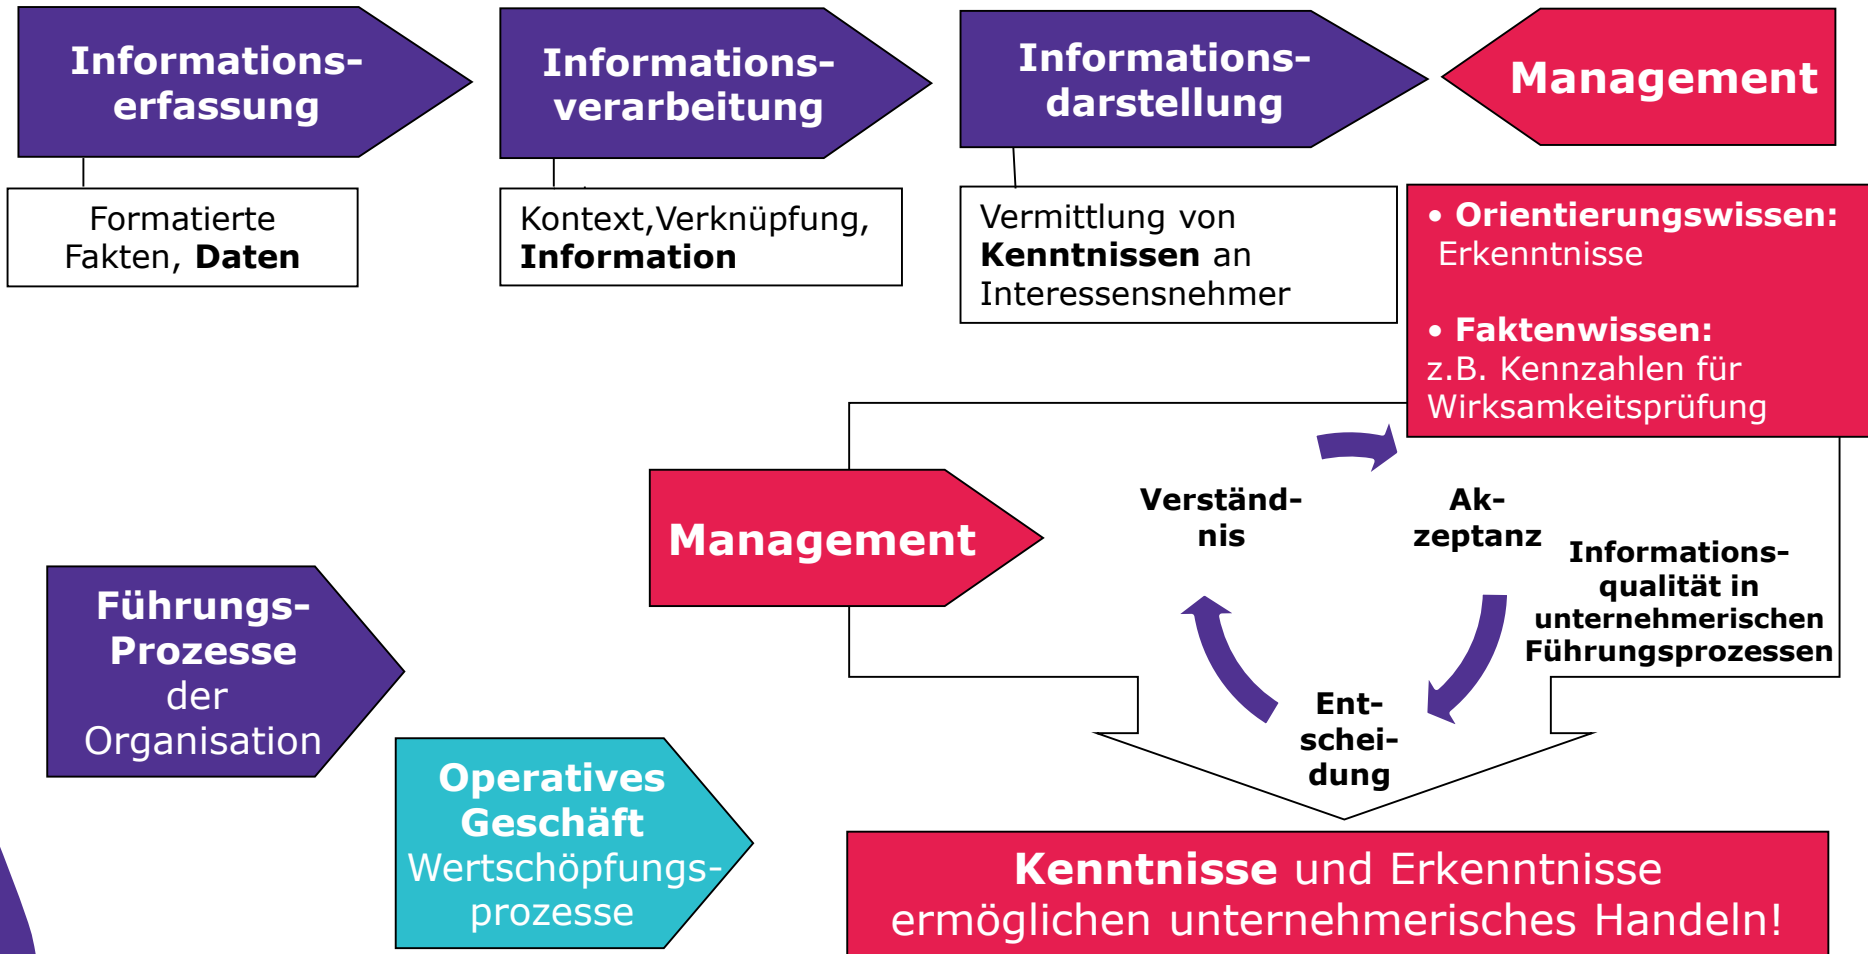 Informations-
erfassung
Informations-
verarbeitung
Informations-
darstellung
Management
Formatierte
Fakten, Daten
Kontext,Verknüpfung,
Information
Vermittlung von
Kenntnissen an
Interessensnehmer
• Orientierungswissen:
Erkenntnisse
• Faktenwissen:
z.B. Kennzahlen für
Wirksamkeitsprüfung
Management
Verständ-
nis
Ak-
zeptanz
Informations-
qualität in
unternehmerischen
Führungsprozessen
Ent-
schei-
dung
Führungs-
Prozesse
der
Organisation
Operatives
Geschäft
Wertschöpfungs-
prozesse
Kenntnisse und Erkenntnisse
ermöglichen unternehmerisches Handeln!